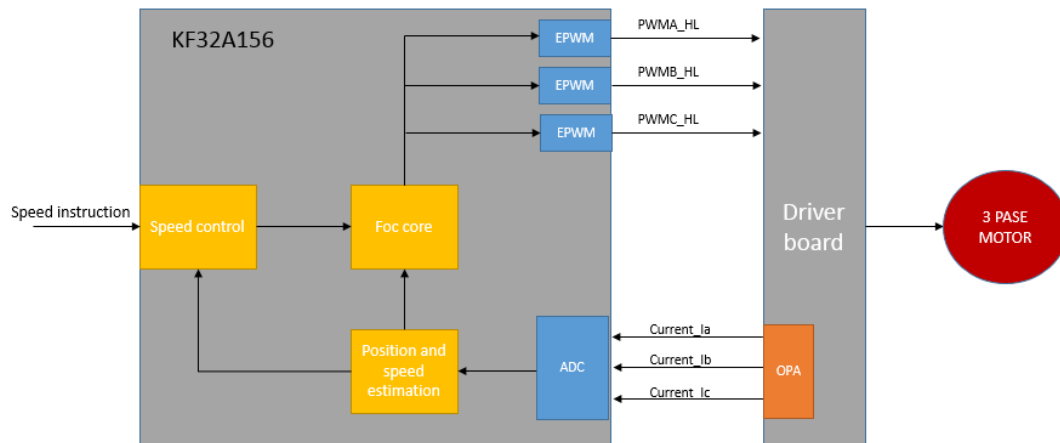 KF32A156
EPWM
PWMA_HL
EPWM
PWMB_HL
EPWM
PWMC_HL
Speed instruction
Speed control
Foc core
Driver
board
3 PASE
MOTOR
Position and
speed
estimation
ADC
Current_Ia
Current_Ib
Current_Ic
OPA